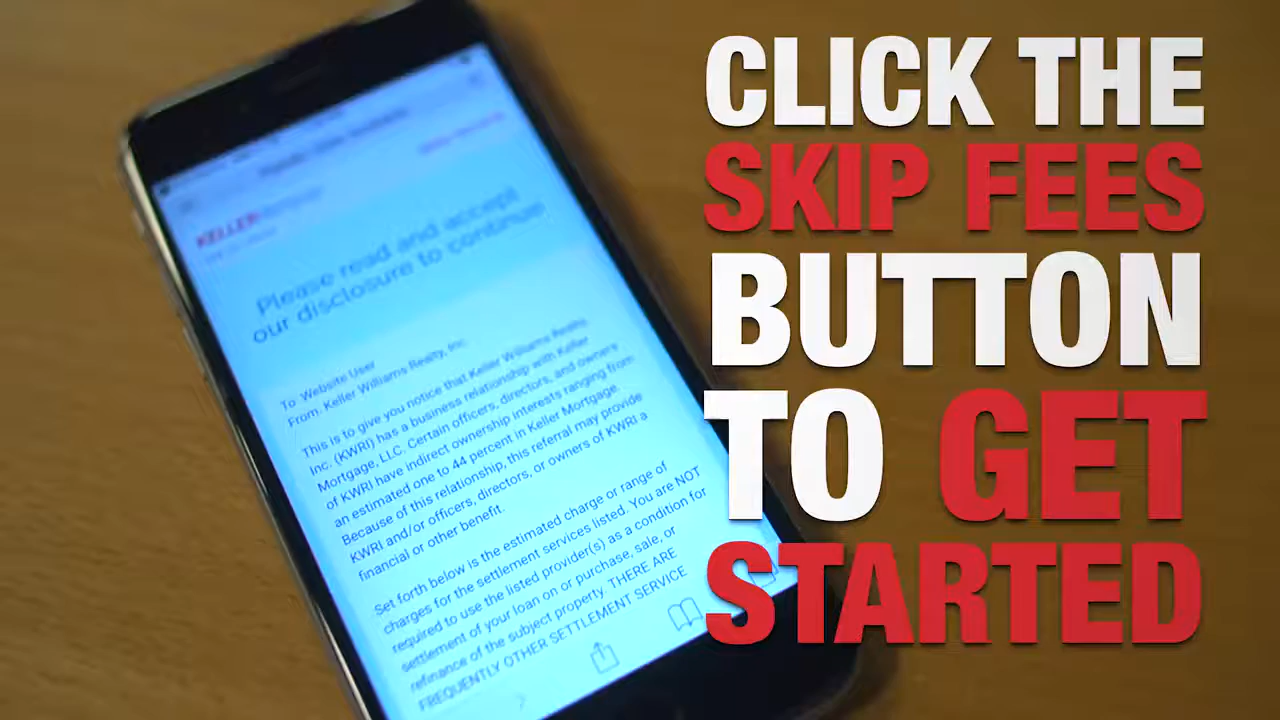 CLICK THE
SKIP FEES
BUTTON
TO GET
STARTED
KELLER
Please read and accept
our disclosure to continue
To Website User
From. Keller Williams Realty, Inc.
This is to give you notice that Keller Williams Realty,
Inc. (KWRI) has a business relationship with Keller
Mortgage, LLC. Certain officers, directors, and owners
of KWRI have indirect ownership interests ranging from
an estimated one to 44 percent in Keller Mortgage.
Because of this relationship, this referral may provide
KWRI and/or officers, directors, or owners of KWRI a
financial or other benefit.
Set forth below is the estimated charge or range of
charges for the settlement services listed. You are NOT
required to use the listed provider(s) as a condition for
settlement of your loan on or purchase, sale, or
refinance of the subject property. THERE ARE
FREQUENTLY OTHER SETTLEMENT SERVICE